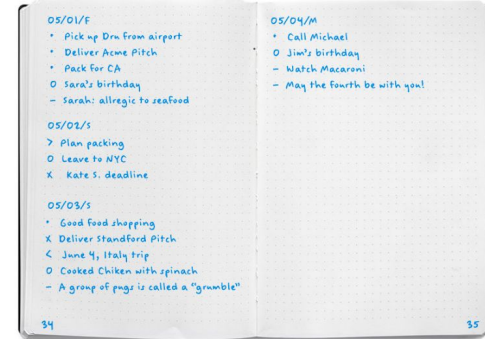 05/01/F
• Pick up Dru from airport
• Deliver Acme Pitch
• Pack for CA
O Sara's birthday
– Sarah: allregic to seafood
05/02/S
> Plan packing
O Leave to NYC
x Kate S. deadline
05/03/S
• Good food shopping
x Deliver Standford Pitch
< June 4, Italy trip
O Cooked Chiken with spinach
– A group of pugs is called a "grumble"
34
05/04/M
• Call Michael
O Jim's birthday
– Watch Macaroni
– May the fourth be with you!
35